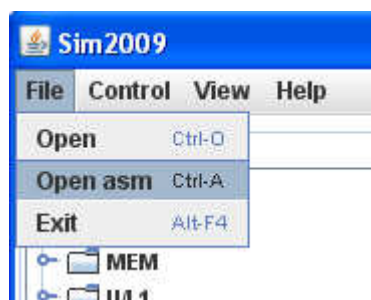 Sim2009
File Control View Help
Open Ctrl-O
Open asm Ctrl-A
Exit Alt-F4
MEM